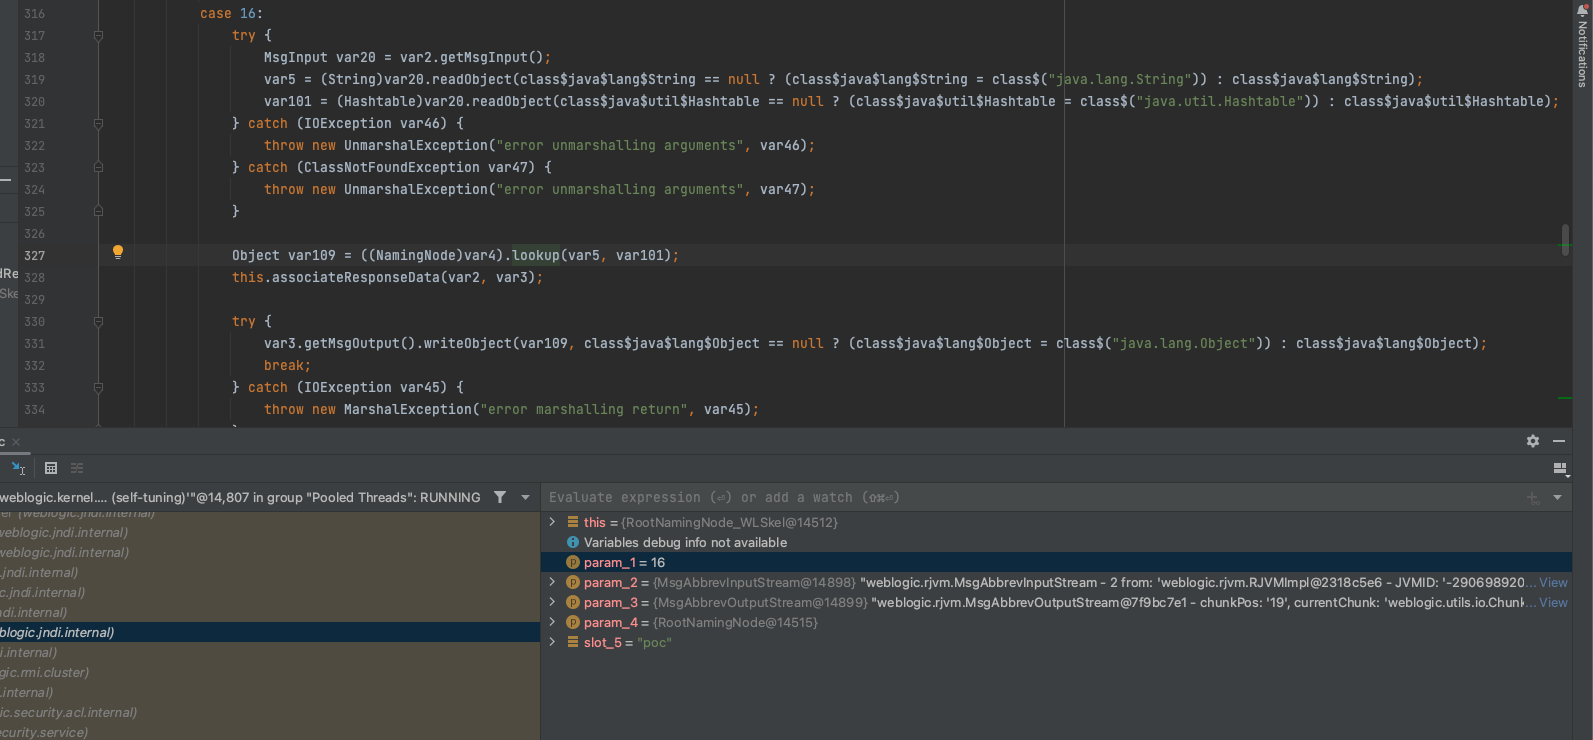 316 case 16:
317 try {
318 MsgInput var20 = var2.getMsgInput();
319 var5 = (String)var20.readObject(class$java$lang$String == null ? (class$java$lang$String = class$("java.lang.String")) : class$java$lang$String);
320 var101 = (Hashtable)var20.readObject(class$java$util$Hashtable == null ? (class$java$util$Hashtable = class$("java.util.Hashtable")) : class$java$util$Hashtable);
321 } catch (IOException var46) {
322 throw new UnmarshalException("error unmarshalling arguments", var46);
323 } catch (ClassNotFoundException var47) {
324 throw new UnmarshalException("error unmarshalling arguments", var47);
325 }
326
327 Object var109 = ((NamingNode)var4).lookup(var5, var101);
328 this.associateResponseData(var2, var3);
329
330 try {
331 var3.getMsgOutput().writeObject(var109, class$java$lang$Object == null ? (class$java$lang$Object = class$("java.lang.Object")) : class$java$lang$Object);
332 break;
333 } catch (IOException var45) {
334 throw new MarshalException("error marshalling return", var45);
Notifications
dRe
Ske
c
weblogic.kernel.... (self-tuning)'"@14,807 in group "Pooled Threads": RUNNING
er (weblogic.jndi.internal)
weblogic.jndi.internal)
weblogic.jndi.internal)
.jndi.internal)
c.jndi.internal)
ndi.internal)
blogic.jndi.internal)
i.internal)
gic.rmi.cluster)
.internal)
ic.security.acl.internal)
ecurity.service)
Evaluate expression (⏎) or add a watch (⇧⌘⏎)
this = {RootNamingNode_WLSkel@14512}
Variables debug info not available
param_1 = 16
param_2 = {MsgAbbrevInputStream@14898} "weblogic.rjvm.MsgAbbrevInputStream - 2 from: 'weblogic.rjvm.RJVMImpl@2318c5e6 - JVMID: '-290698920... View
param_3 = {MsgAbbrevOutputStream@14899} "weblogic.rjvm.MsgAbbrevOutputStream@7f9bc7e1 - chunkPos: '19', currentChunk: 'weblogic.utils.io.Chunk... View
param_4 = {RootNamingNode@14515}
slot_5 = "poc"